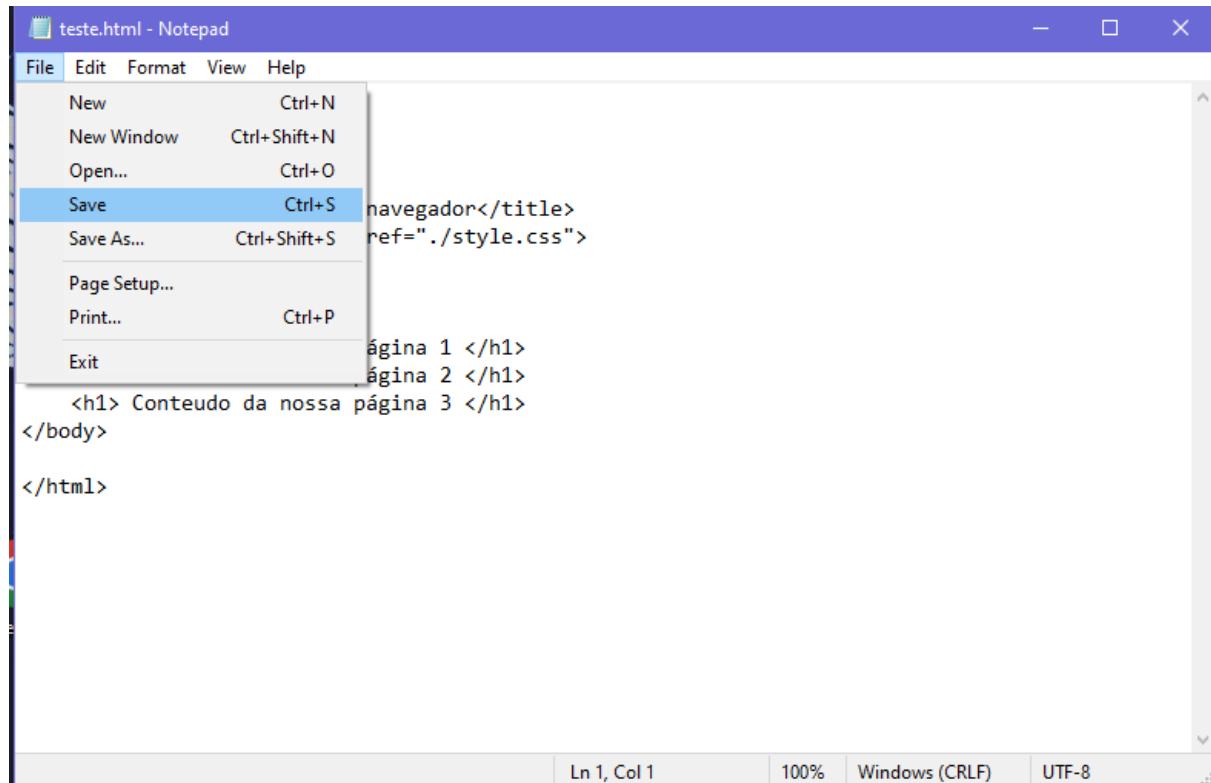 teste.html - Notepad
File Edit Format View Help
New Ctrl+N
New Window Ctrl+Shift+N
Open... Ctrl+O
Save Ctrl+S
Save As... Ctrl+Shift+S
Page Setup...
Print... Ctrl+P
Exit
navegador</title>
ref="./style.css">
ágina 1 </h1>
ágina 2 </h1>
<h1> Conteudo da nossa página 3 </h1>
</body>
</html>
Ln 1, Col 1 100% Windows (CRLF) UTF-8